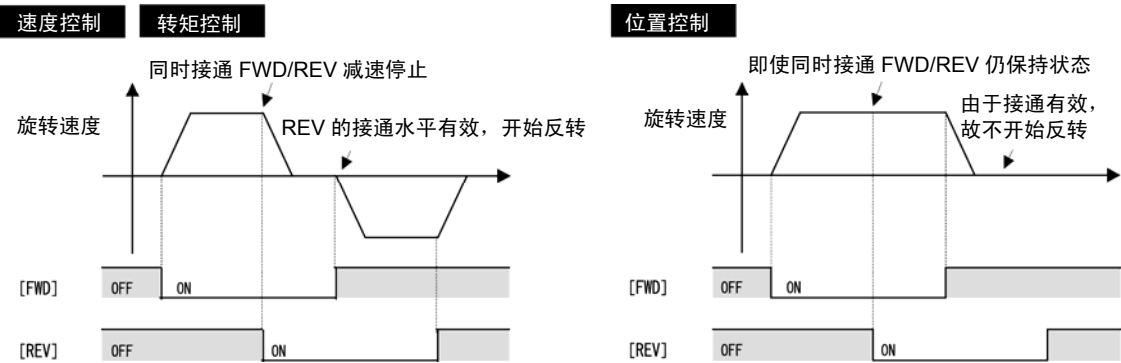 速度控制 转矩控制
同时接通 FWD/REV 减速停止
旋转速度
REV 的接通水平有效，开始反转
[FWD] OFF ON
[REV] OFF ON
位置控制
即使同时接通 FWD/REV 仍保持状态
旋转速度
由于接通有效，
故不开始反转
[FWD] OFF ON
[REV] OFF ON